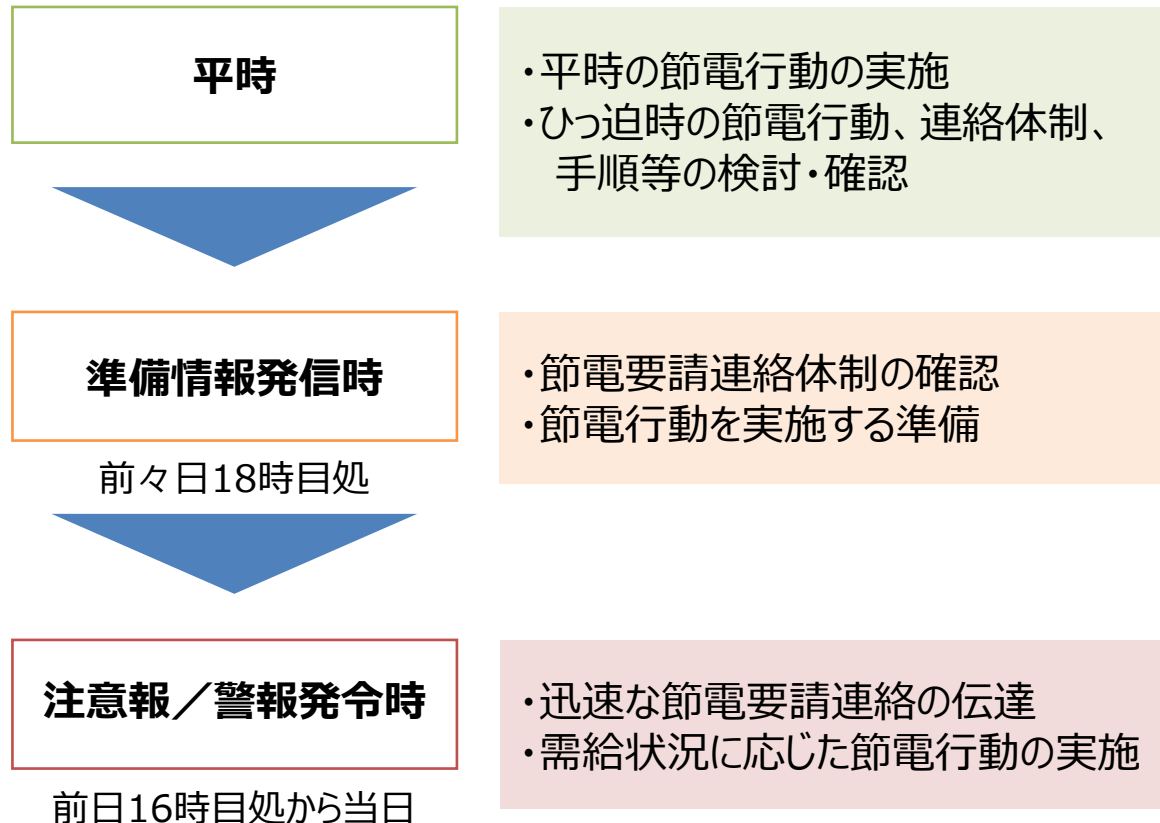 平時
・平時の節電行動の実施
・ひっ迫時の節電行動、連絡体制、
手順等の検討・確認
準備情報発信時
前々日18時目処
・節電要請連絡体制の確認
・節電行動を実施する準備
注意報／警報発令時
前日16時目処から当日
・迅速な節電要請連絡の伝達
・需給状況に応じた節電行動の実施